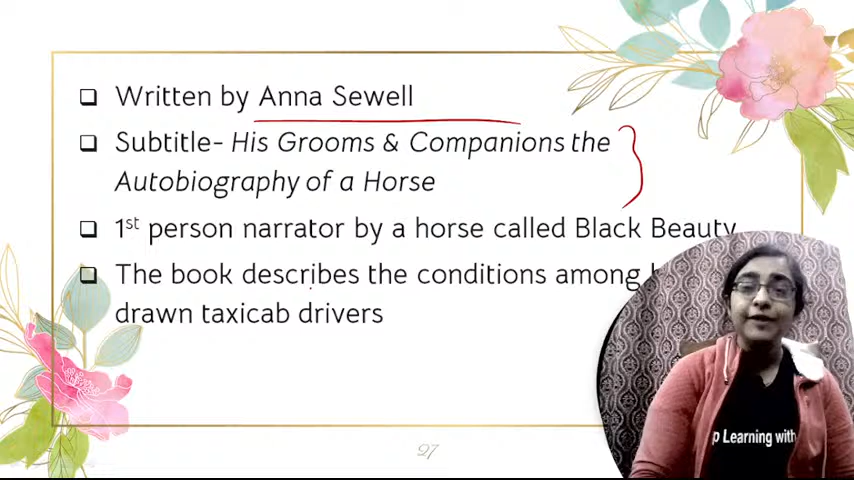 Written by Anna Sewell
Subtitle- His Grooms & Companions the
Autobiography of a Horse
1st person narrator by a horse called Black Beauty
The book describes the conditions among
drawn taxicab drivers
27
p Learning with